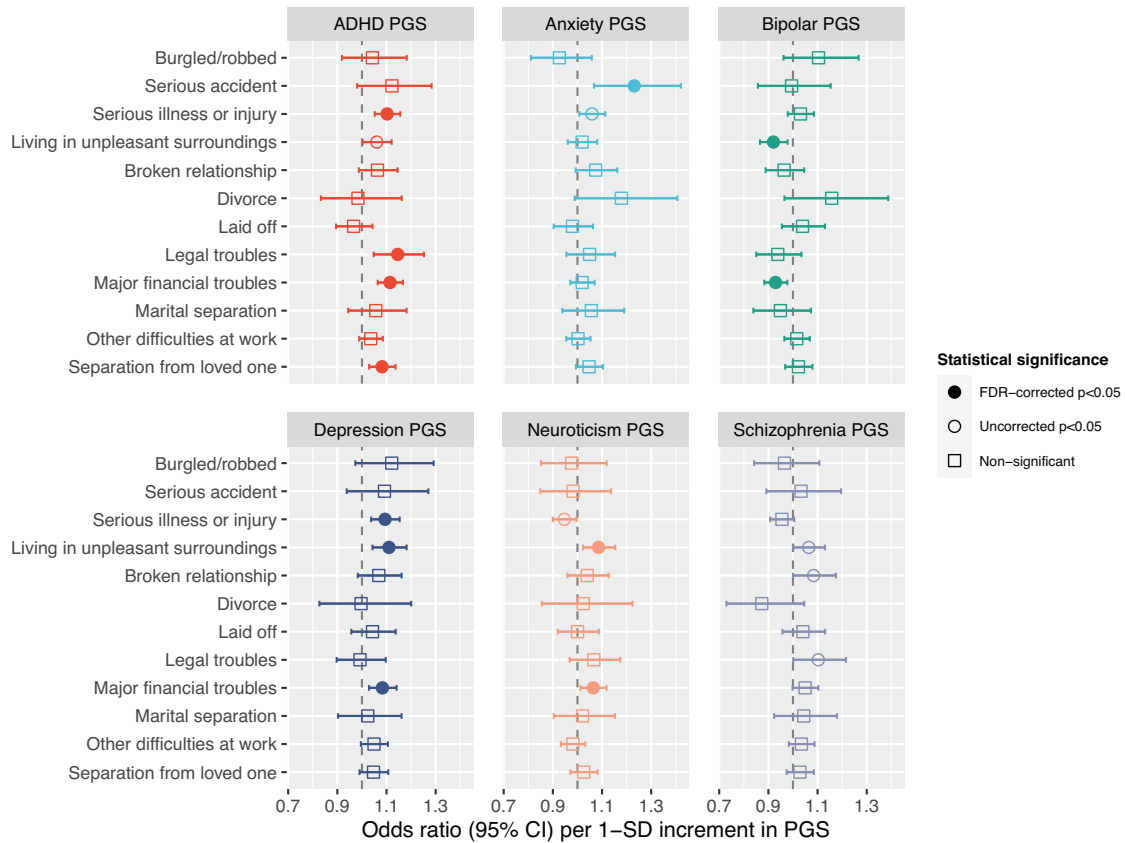 ADHD PGS
Anxiety PGS
Bipolar PGS
Burgled/robbed
Serious accident
Serious illness or injury
Living in unpleasant surroundings
Broken relationship
Divorce
Laid off
Legal troubles
Major financial troubles
Marital separation
Other difficulties at work
Separation from loved one
Depression PGS
Neuroticism PGS
Schizophrenia PGS
Burgled/robbed
Serious accident
Serious illness or injury
Living in unpleasant surroundings
Broken relationship
Divorce
Laid off
Legal troubles
Major financial troubles
Marital separation
Other difficulties at work
Separation from loved one
0.7 0.9 1.1 1.3
0.7 0.9 1.1 1.3
0.7 0.9 1.1 1.3
Odds ratio (95% CI) per 1−SD increment in PGS
Statistical significance
FDR−corrected p<0.05
Uncorrected p<0.05
Non−significant